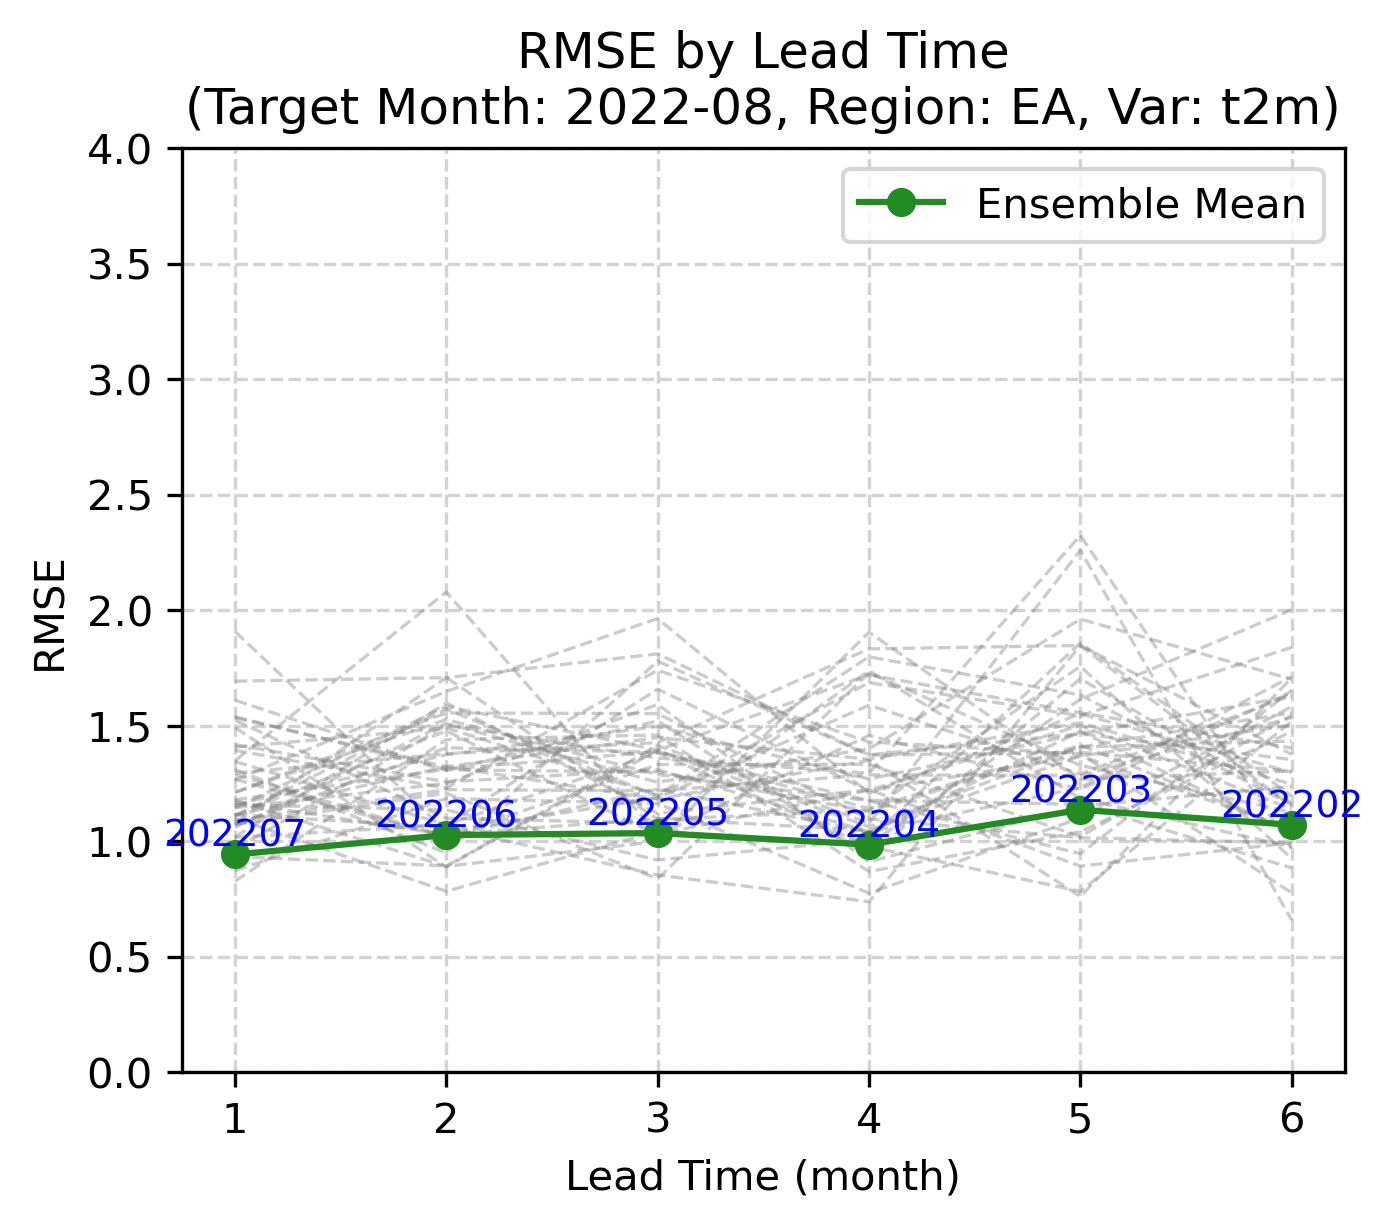 RMSE by Lead Time
(Target Month: 2022-08, Region: EA, Var: t2m)
4.0
3.5
3.0
2.5
2.0
1.5
1.0
0.5
0.0
RMSE
Ensemble Mean
202207
202206
202205
202204
202203
202202
1 2 3 4 5 6
Lead Time (month)